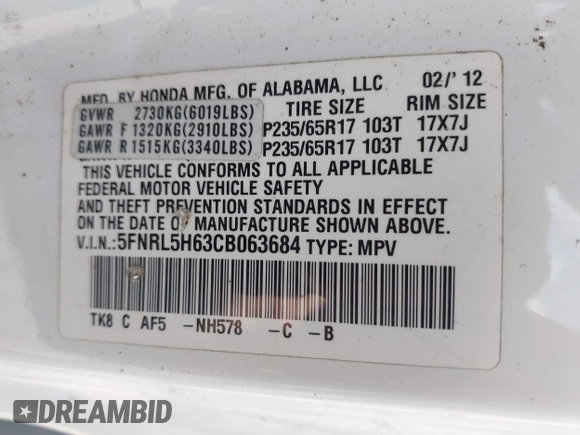 MFD. BY HONDA MFG. OF ALABAMA, LLC 02/' 12
GVWR 2730KG(6019LBS) TIRE SIZE RIM SIZE
GAWR F 1320KG(2910LBS) P235/65R17 103T 17X7J
GAWR R 1515KG(3340LBS) P235/65R17 103T 17X7J
THIS VEHICLE CONFORMS TO ALL APPLICABLE
FEDERAL MOTOR VEHICLE SAFETY
AND THEFT PREVENTION STANDARDS IN EFFECT
ON THE DATE OF MANUFACTURE SHOWN ABOVE.
V.I.N.:5FNRL5H63CB063684 TYPE: MPV
TK8 C AF5 -NH578 -C -B
DREAMBID